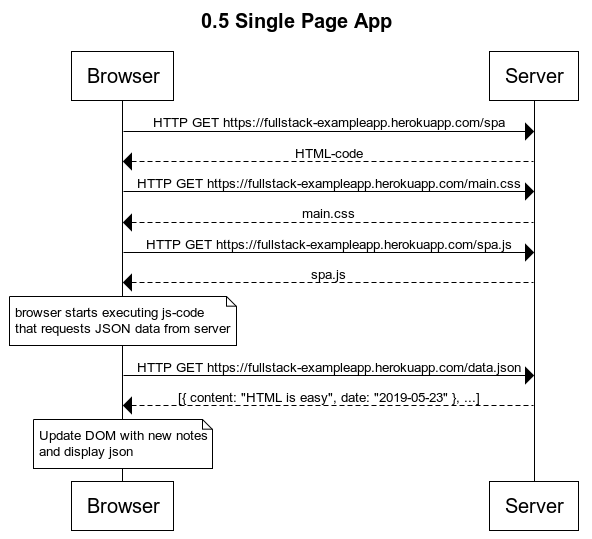 0.5 Single Page App
Browser
Server
HTTP GET https://fullstack-exampleapp.herokuapp.com/spa
HTML-code
HTTP GET https://fullstack-exampleapp.herokuapp.com/main.css
main.css
HTTP GET https://fullstack-exampleapp.herokuapp.com/spa.js
spa.js
browser starts executing js-code
that requests JSON data from server
HTTP GET https://fullstack-exampleapp.herokuapp.com/data.json
[{ content: "HTML is easy", date: "2019-05-23" }, ...]
Update DOM with new notes
and display json
Browser
Server